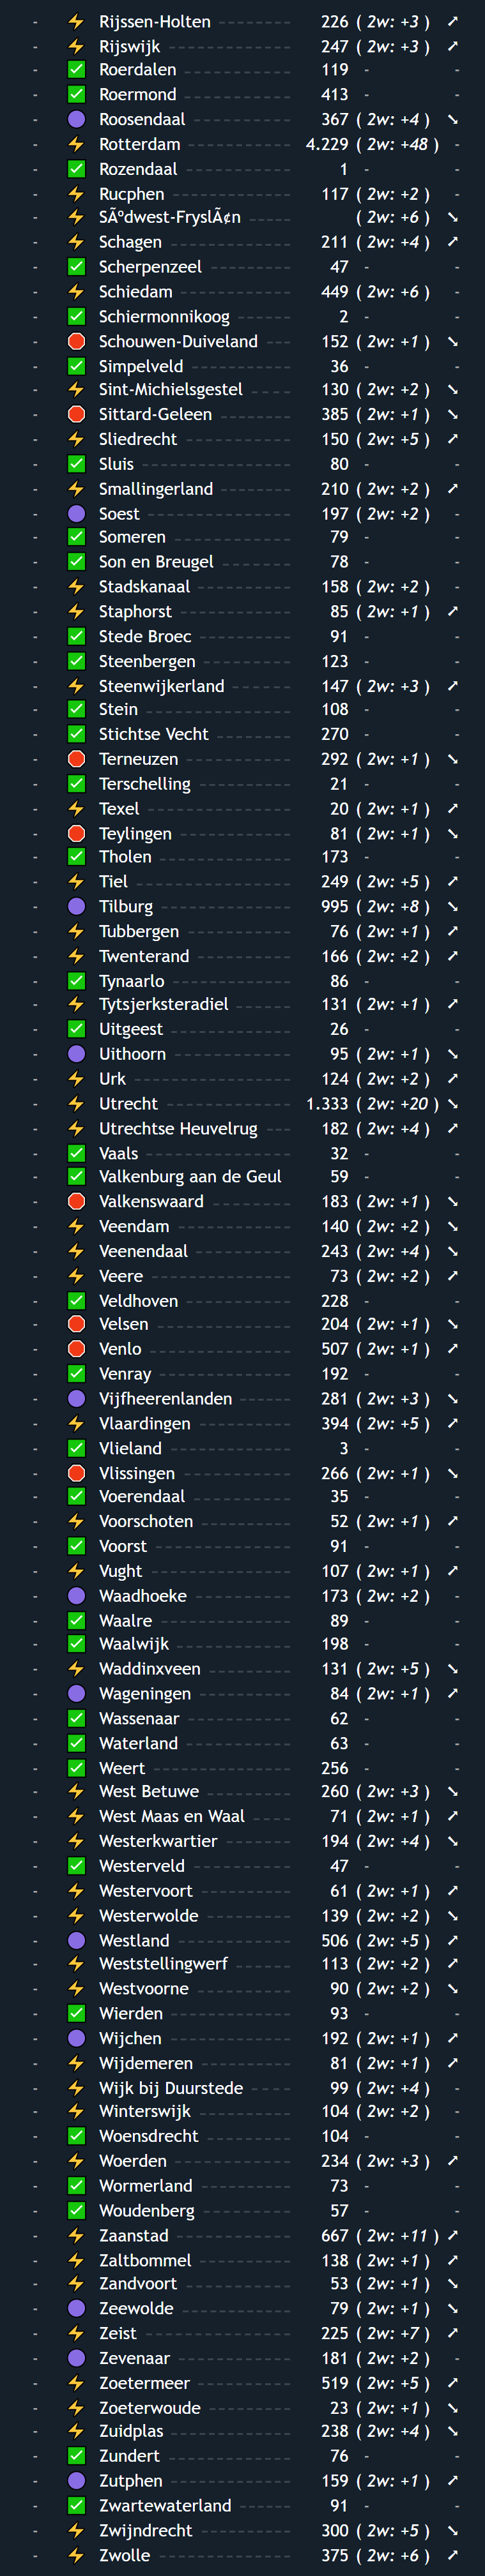 - ⚡ Rijssen-Holten 226 ( 2w: +3 ) ➚
- ⚡ Rijswijk 247 ( 2w: +3 ) ➚
- ✅ Roerdalen 119 - -
- ✅ Roermond 413 - -
- 🟣 Roosendaal 367 ( 2w: +4 ) ➘
- ⚡ Rotterdam 4.229 ( 2w: +48 ) -
- ✅ Rozendaal 1 - -
- ⚡ Rucphen 117 ( 2w: +2 ) -
- ⚡ SÃºdwest-FryslÃ¢n ( 2w: +6 ) ➘
- ⚡ Schagen 211 ( 2w: +4 ) ➚
- ✅ Scherpenzeel 47 - -
- ⚡ Schiedam 449 ( 2w: +6 ) -
- ✅ Schiermonnikoog 2 - -
- 🛑 Schouwen-Duiveland 152 ( 2w: +1 ) ➘
- ✅ Simpelveld 36 - -
- ⚡ Sint-Michielsgestel 130 ( 2w: +2 ) ➘
- 🛑 Sittard-Geleen 385 ( 2w: +1 ) ➘
- ⚡ Sliedrecht 150 ( 2w: +5 ) ➚
- ✅ Sluis 80 - -
- ⚡ Smallingerland 210 ( 2w: +2 ) ➚
- 🟣 Soest 197 ( 2w: +2 ) -
- ✅ Someren 79 - -
- ✅ Son en Breugel 78 - -
- ⚡ Stadskanaal 158 ( 2w: +2 ) -
- ⚡ Staphorst 85 ( 2w: +1 ) ➚
- ✅ Stede Broec 91 - -
- ✅ Steenbergen 123 - -
- ⚡ Steenwijkerland 147 ( 2w: +3 ) ➚
- ✅ Stein 108 - -
- ✅ Stichtse Vecht 270 - -
- 🛑 Terneuzen 292 ( 2w: +1 ) ➘
- ✅ Terschelling 21 - -
- ⚡ Texel 20 ( 2w: +1 ) ➚
- 🛑 Teylingen 81 ( 2w: +1 ) ➘
- ✅ Tholen 173 - -
- ⚡ Tiel 249 ( 2w: +5 ) ➚
- 🟣 Tilburg 995 ( 2w: +8 ) ➘
- ⚡ Tubbergen 76 ( 2w: +1 ) ➚
- ⚡ Twenterand 166 ( 2w: +2 ) ➚
- ✅ Tynaarlo 86 - -
- ⚡ Tytsjerksteradiel 131 ( 2w: +1 ) ➚
- ✅ Uitgeest 26 - -
- 🟣 Uithoorn 95 ( 2w: +1 ) ➘
- ⚡ Urk 124 ( 2w: +2 ) ➚
- ⚡ Utrecht 1.333 ( 2w: +20 ) ➘
- ⚡ Utrechtse Heuvelrug 182 ( 2w: +4 ) ➚
- ✅ Vaals 32 - -
- ✅ Valkenburg aan de Geul 59 - -
- 🛑 Valkenswaard 183 ( 2w: +1 ) ➘
- ⚡ Veendam 140 ( 2w: +2 ) ➘
- ⚡ Veenendaal 243 ( 2w: +4 ) ➘
- ⚡ Veere 73 ( 2w: +2 ) ➚
- ✅ Veldhoven 228 - -
- 🛑 Velsen 204 ( 2w: +1 ) ➘
- 🛑 Venlo 507 ( 2w: +1 ) ➚
- ✅ Venray 192 - -
- 🟣 Vijfheerenlanden 281 ( 2w: +3 ) ➘
- ⚡ Vlaardingen 394 ( 2w: +5 ) ➚
- ✅ Vlieland 3 - -
- 🛑 Vlissingen 266 ( 2w: +1 ) ➘
- ✅ Voerendaal 35 - -
- ⚡ Voorschoten 52 ( 2w: +1 ) ➚
- ✅ Voorst 91 - -
- ⚡ Vught 107 ( 2w: +1 ) ➚
- 🟣 Waadhoeke 173 ( 2w: +2 ) -
- ✅ Waalre 89 - -
- ✅ Waalwijk 198 - -
- ⚡ Waddinxveen 131 ( 2w: +5 ) ➘
- 🟣 Wageningen 84 ( 2w: +1 ) ➚
- ✅ Wassenaar 62 - -
- ✅ Waterland 63 - -
- ✅ Weert 256 - -
- ⚡ West Betuwe 260 ( 2w: +3 ) ➘
- ⚡ West Maas en Waal 71 ( 2w: +1 ) ➚
- ⚡ Westerkwartier 194 ( 2w: +4 ) ➘
- ✅ Westerveld 47 - -
- ⚡ Westervoort 61 ( 2w: +1 ) ➚
- ⚡ Westerwolde 139 ( 2w: +2 ) ➘
- 🟣 Westland 506 ( 2w: +5 ) ➚
- ⚡ Weststellingwerf 113 ( 2w: +2 ) ➚
- ⚡ Westvoorne 90 ( 2w: +2 ) ➘
- ✅ Wierden 93 - -
- 🟣 Wijchen 192 ( 2w: +1 ) ➚
- ⚡ Wijdemeren 81 ( 2w: +1 ) ➚
- ⚡ Wijk bij Duurstede 99 ( 2w: +4 ) -
- ⚡ Winterswijk 104 ( 2w: +2 ) -
- ✅ Woensdrecht 104 - -
- ⚡ Woerden 234 ( 2w: +3 ) ➚
- ✅ Wormerland 73 - -
- ✅ Woudenberg 57 - -
- ⚡ Zaanstad 667 ( 2w: +11 ) ➚
- ⚡ Zaltbommel 138 ( 2w: +1 ) ➚
- ⚡ Zandvoort 53 ( 2w: +1 ) ➘
- 🟣 Zeewolde 79 ( 2w: +1 ) ➘
- ⚡ Zeist 225 ( 2w: +7 ) ➚
- 🟣 Zevenaar 181 ( 2w: +2 ) -
- ⚡ Zoetermeer 519 ( 2w: +5 ) ➚
- ⚡ Zoeterwoude 23 ( 2w: +1 ) ➘
- ⚡ Zuidplas 238 ( 2w: +4 ) ➘
- ✅ Zundert 76 - -
- 🟣 Zutphen 159 ( 2w: +1 ) ➚
- ✅ Zwartewaterland 91 - -
- ⚡ Zwijndrecht 300 ( 2w: +5 ) ➘
- ⚡ Zwolle 375 ( 2w: +6 ) ➚